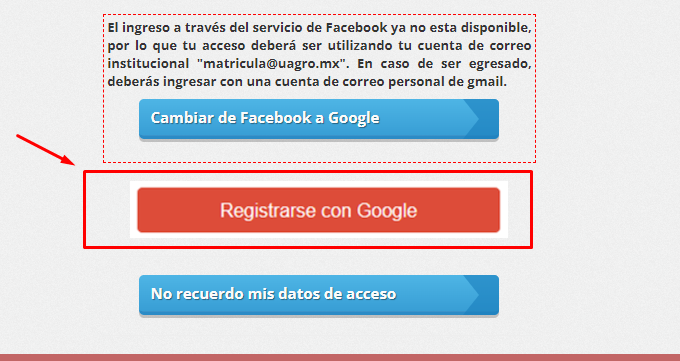 El ingreso a través del servicio de Facebook ya no esta disponible,
por lo que tu acceso deberá ser utilizando tu cuenta de correo
institucional "matricula@uagro.mx". En caso de ser egresado,
deberás ingresar con una cuenta de correo personal de gmail.
Cambiar de Facebook a Google
Registrarse con Google
No recuerdo mis datos de acceso